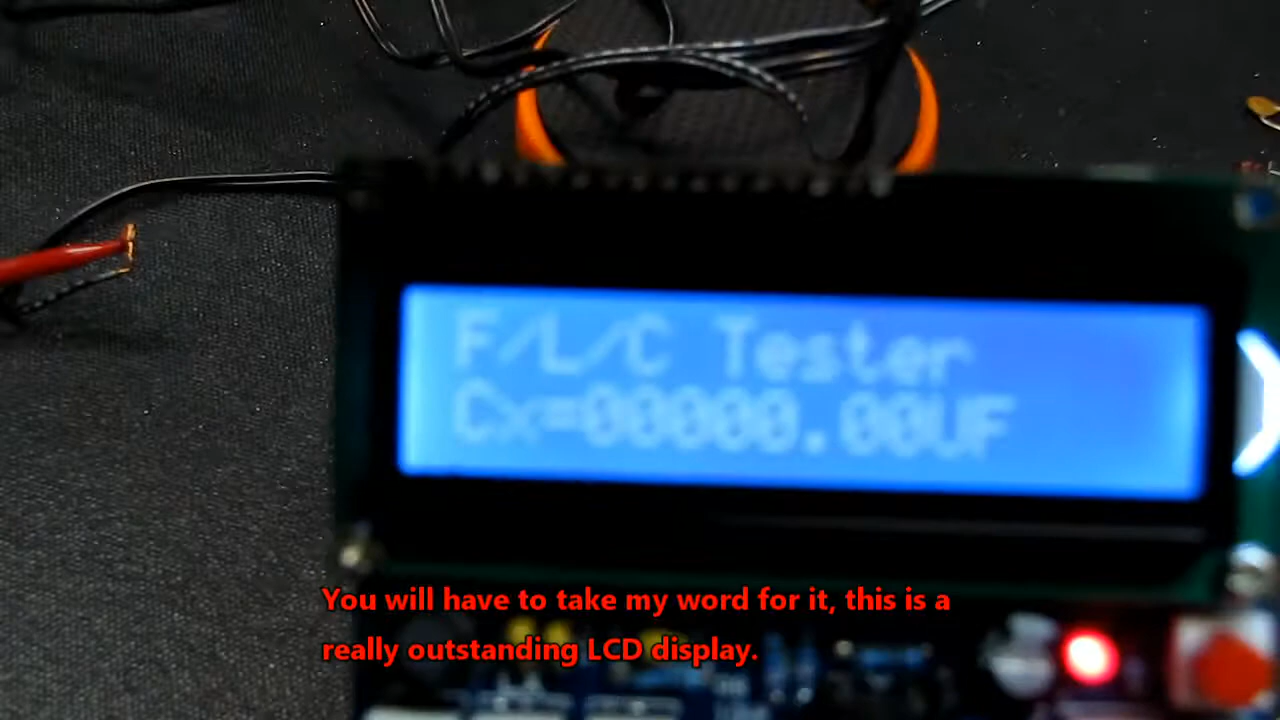 F/L/C Tester
Cx=00000.00UF
You will have to take my word for it, this is a
really outstanding LCD display.